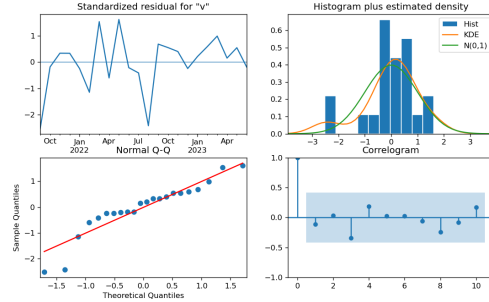 Standardized residual for "v"
1
0
−1
−2
Oct
Jan
2022
Apr
Jul
Oct
Jan
2023
Apr
Histogram plus estimated density
Hist
KDE
N(0,1)
0.6
0.5
0.4
0.3
0.2
0.1
0.0
−3
−2
−1
0
1
2
3
Normal Q-Q
Sample Quantiles
1
0
−1
−2
−1.5
−1.0
−0.5
0.0
0.5
1.0
1.5
Theoretical Quantiles
Correlogram
1.0
0.5
0.0
−0.5
−1.0
0
2
4
6
8
10